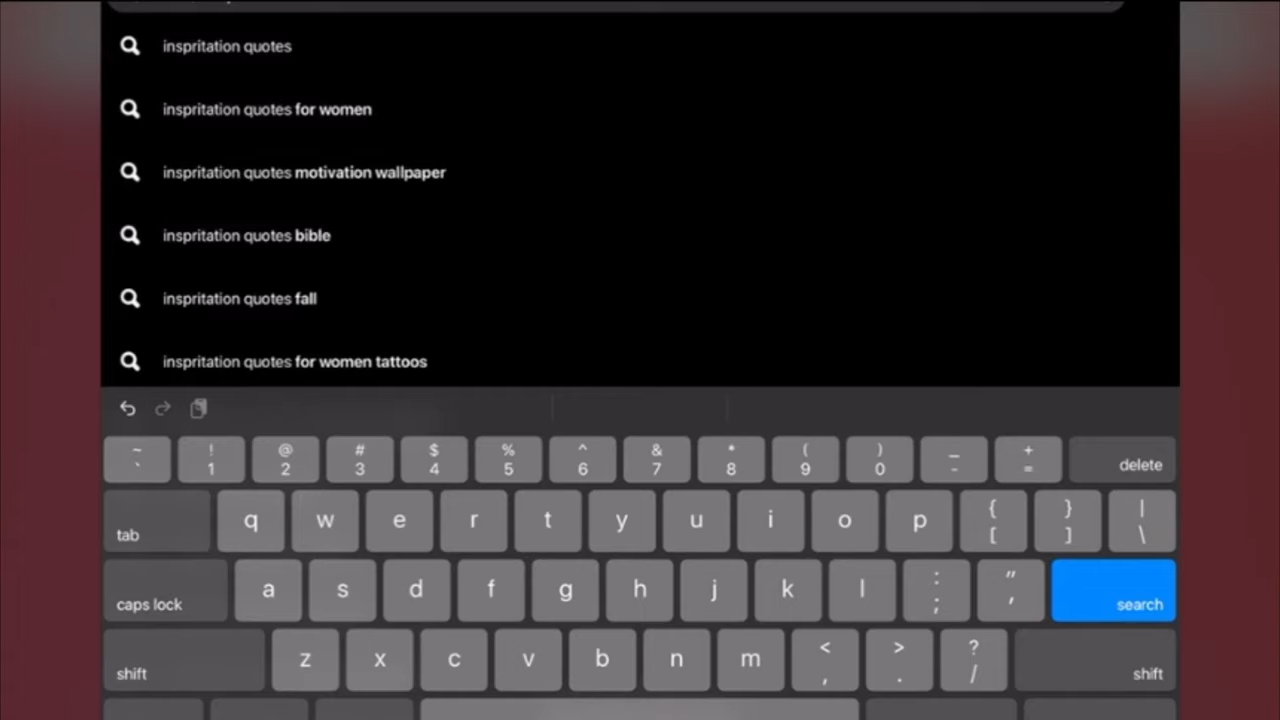 inspritation quotes
inspritation quotes for women
inspritation quotes motivation wallpaper
inspritation quotes bible
inspritation quotes fall
inspritation quotes for women tattoos
~ ! @ # $ % ^ & * ( ) _ +
` 1 2 3 4 5 6 7 8 9 0 - = delete
tab q w e r t y u i o p { [ } ] | \
caps lock a s d f g h j k l : ; " ' search
shift z x c v b n m < , > . ? / shift